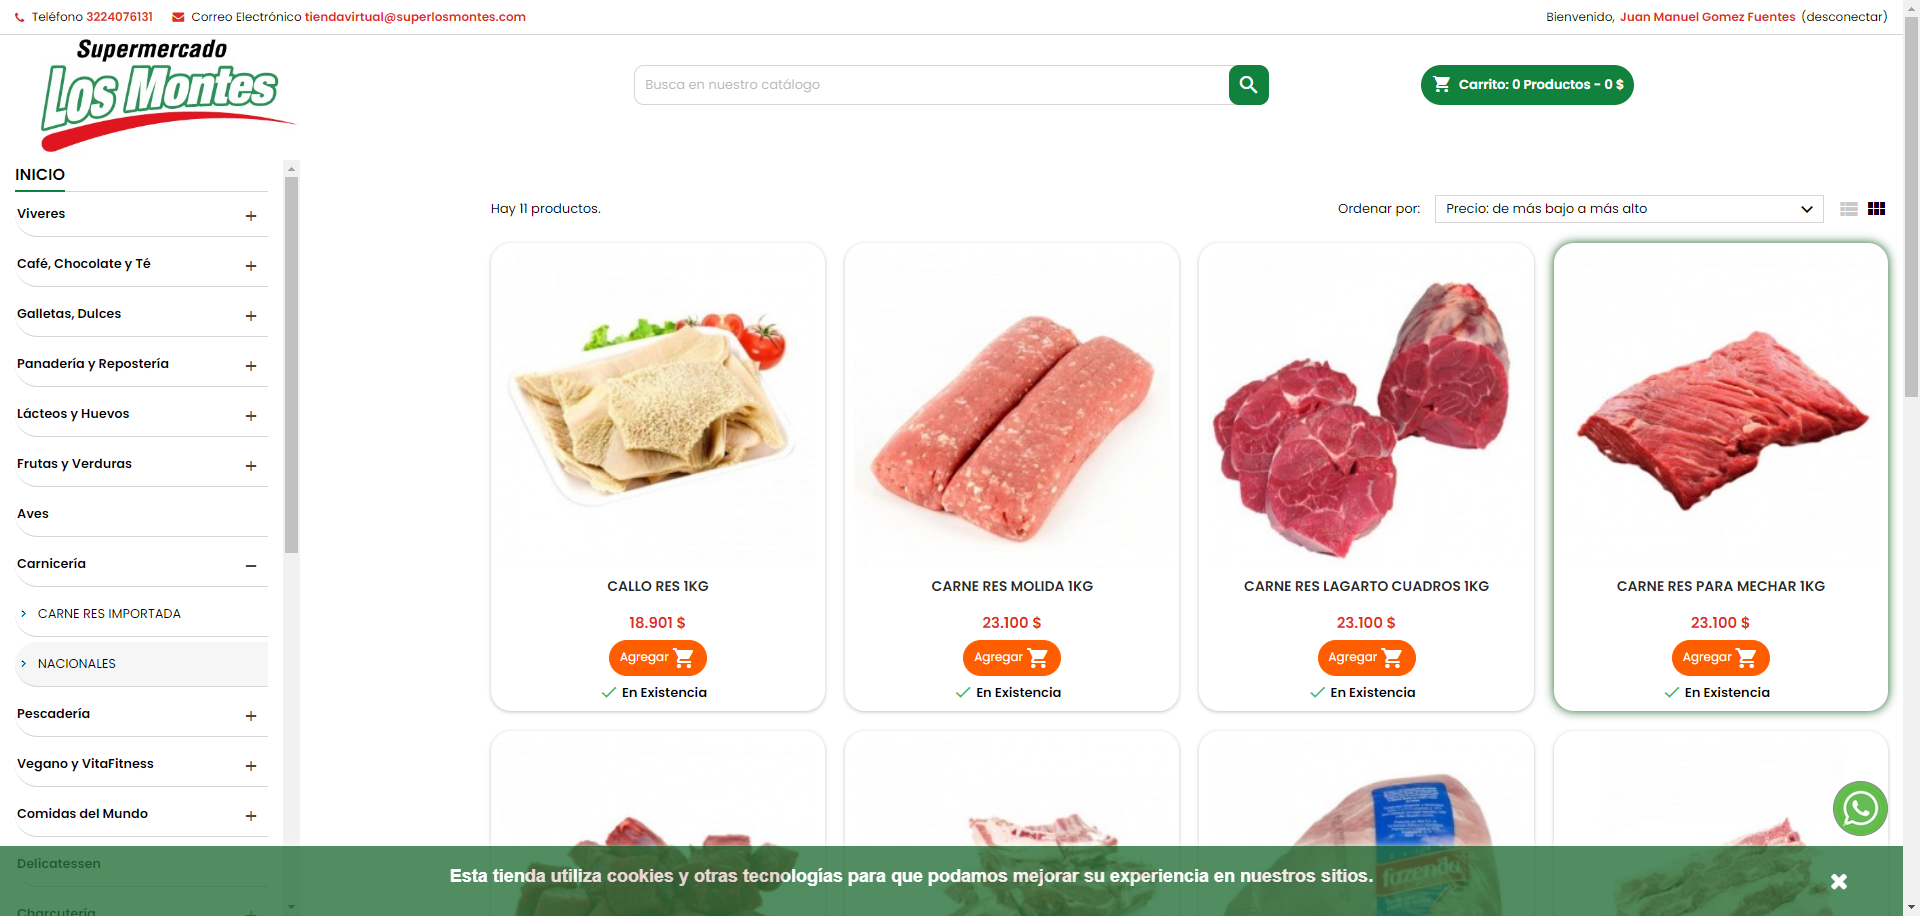 Teléfono 3224076131 Correo Electrónico tiendavirtual@superlosmontes.com
Bienvenido, Juan Manuel Gomez Fuentes (desconectar)
Supermercado
Los Montes
Busca en nuestro catálogo
Carrito: 0 Productos - 0 $
INICIO
Viveres
Café, Chocolate y Té
Galletas, Dulces
Panadería y Repostería
Lácteos y Huevos
Frutas y Verduras
Aves
Carnicería
CARNE RES IMPORTADA
NACIONALES
Pescadería
Vegano y VitaFitness
Comidas del Mundo
Delicatessen
Charcutería
Hay 11 productos.
Ordenar por: Precio: de más bajo a más alto
CALLO RES 1KG
18.901 $
Agregar
En Existencia
CARNE RES MOLIDA 1KG
23.100 $
Agregar
En Existencia
CARNE RES LAGARTO CUADROS 1KG
23.100 $
Agregar
En Existencia
CARNE RES PARA MECHAR 1KG
23.100 $
Agregar
En Existencia
fazenda
Esta tienda utiliza cookies y otras tecnologías para que podamos mejorar su experiencia en nuestros sitios.